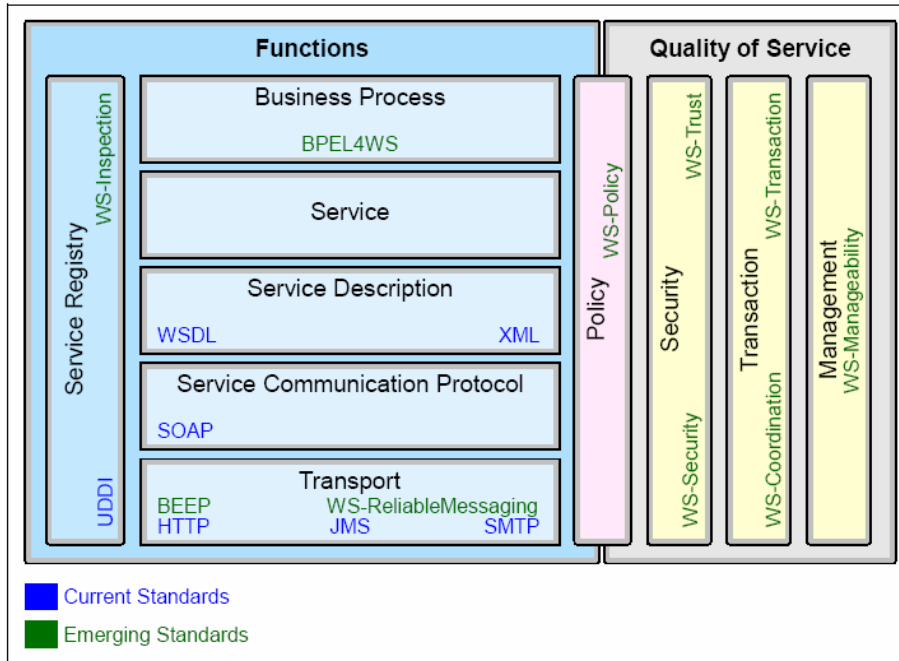 Functions
Quality of Service
Service Registry
WS-Inspection
UDDI
Business Process
BPEL4WS
Service
Service Description
WSDL XML
Service Communication Protocol
SOAP
Transport
BEEP WS-ReliableMessaging
HTTP JMS SMTP
Policy
WS-Policy
Security
WS-Trust
WS-Security
Transaction
WS-Transaction
WS-Coordination
Management
WS-Manageability
Current Standards
Emerging Standards